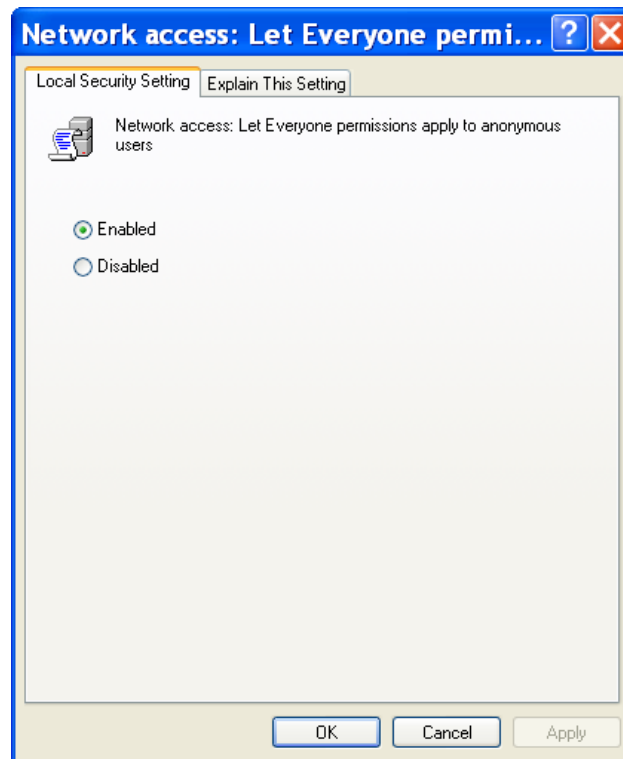 Network access: Let Everyone permi...
Local Security Setting
Explain This Setting
Network access: Let Everyone permissions apply to anonymous
users
Enabled
Disabled
OK
Cancel
Apply